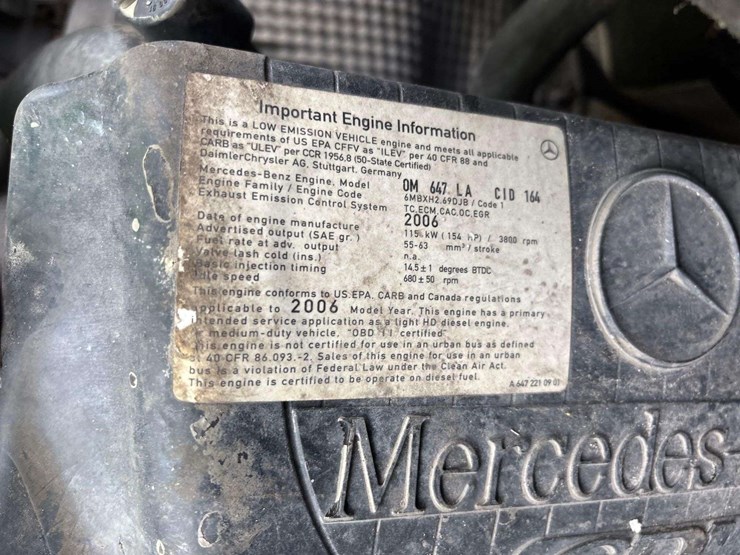 Important Engine Information
This is a LOW EMISSION VEHICLE engine and meets all applicable
requirements of US EPA CFFV as "ILEV" per 40 CFR 88 and
CARB as "ULEV" per CCR 1956.8 (50-State Certified)
DaimlerChrysler AG, Stuttgart, Germany
Mercedes-Benz Engine, Model OM 647 LA CID 164
Engine Family / Engine Code 6MBXH2.69DJB / Code 1
Exhaust Emission Control System TC,ECM,CAC,OC,EGR
Date of engine manufacture 2006
Advertised output (SAE gr.) 115 kW (154 HP) / 3800 rpm
Fuel rate at adv. output 55-63 mm³ / stroke
Valve lash cold (ins.) n.a.
Basic injection timing 14,5 ± 1 degrees BTDC
Idle speed 680 ± 50 rpm
This engine conforms to US.EPA, CARB and Canada regulations
applicable to 2006 Model Year. This engine has a primary
intended service application as a light HD diesel engine.
medium-duty vehicle. "OBD II certified"
This engine is not certified for use in an urban bus as defined
at 40 CFR 86.093.-2. Sales of this engine for use in an urban
bus is a violation of Federal Law under the Clean Air Act.
This engine is certified to be operate on diesel fuel.
A 647 221 09 01
Mercedes-